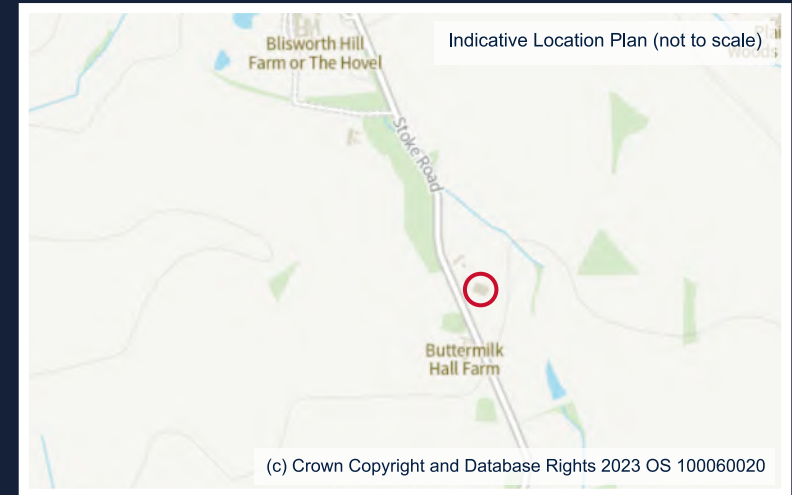 Indicative Location Plan (not to scale)
Blisworth Hill
Farm or The Hovel
Woods
Stoke Road
Buttermilk
Hall Farm
(c) Crown Copyright and Database Rights 2023 OS 100060020